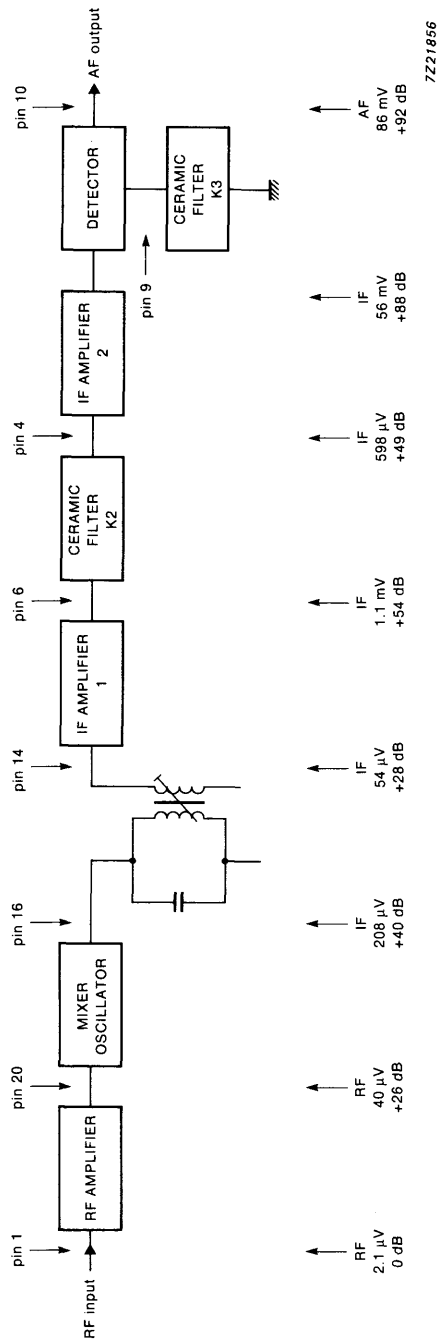 RF input
pin 1
RF AMPLIFIER
pin 20
MIXER
OSCILLATOR
pin 16
pin 14
IF AMPLIFIER
1
pin 6
CERAMIC
FILTER
K2
pin 4
IF AMPLIFIER
2
DETECTOR
pin 10
AF output
pin 9
CERAMIC
FILTER
K3
RF
2.1 μV
0 dB
RF
40 μV
+26 dB
IF
208 μV
+40 dB
IF
54 μV
+28 dB
IF
1.1 mV
+54 dB
IF
598 μV
+49 dB
IF
56 mV
+88 dB
AF
86 mV
+92 dB
7Z21856